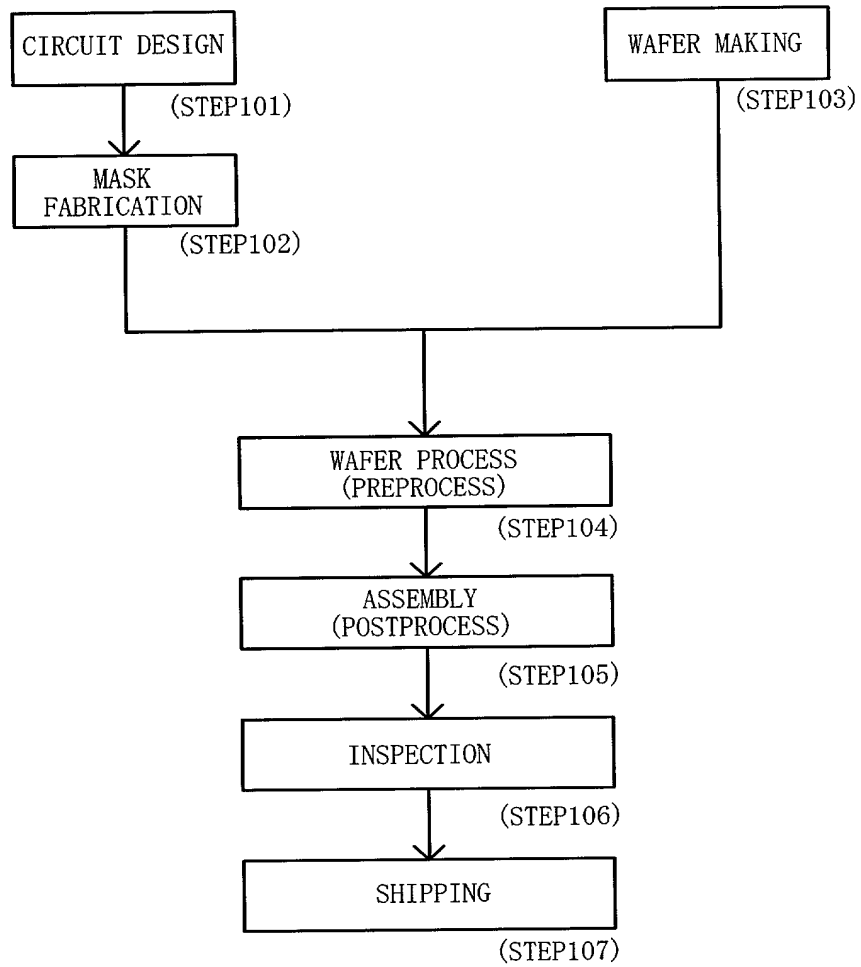 CIRCUIT DESIGN
(STEP101)
WAFER MAKING
(STEP103)
MASK
FABRICATION
(STEP102)
WAFER PROCESS
(PREPROCESS)
(STEP104)
ASSEMBLY
(POSTPROCESS)
(STEP105)
INSPECTION
(STEP106)
SHIPPING
(STEP107)